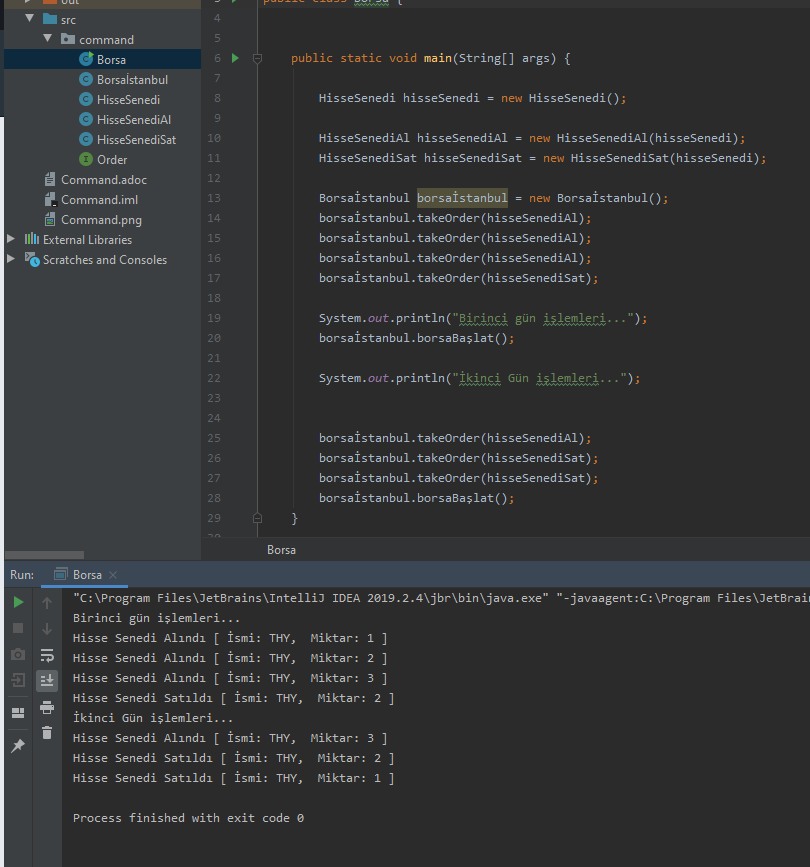 out
src
command
Borsa
Borsaİstanbul
HisseSenedi
HisseSenediAl
HisseSenediSat
Order
Command.adoc
Command.iml
Command.png
External Libraries
Scratches and Consoles
3 public class Borsa {
4
5
6 public static void main(String[] args) {
7
8 HisseSenedi hisseSenedi = new HisseSenedi();
9
10 HisseSenediAl hisseSenediAl = new HisseSenediAl(hisseSenedi);
11 HisseSenediSat hisseSenediSat = new HisseSenediSat(hisseSenedi);
12
13 Borsaİstanbul borsaİstanbul = new Borsaİstanbul();
14 borsaİstanbul.takeOrder(hisseSenediAl);
15 borsaİstanbul.takeOrder(hisseSenediAl);
16 borsaİstanbul.takeOrder(hisseSenediAl);
17 borsaİstanbul.takeOrder(hisseSenediSat);
18
19 System.out.println("Birinci gün işlemleri...");
20 borsaİstanbul.borsaBaşlat();
21
22 System.out.println("İkinci Gün işlemleri...");
23
24
25 borsaİstanbul.takeOrder(hisseSenediAl);
26 borsaİstanbul.takeOrder(hisseSenediSat);
27 borsaİstanbul.takeOrder(hisseSenediSat);
28 borsaİstanbul.borsaBaşlat();
29 }
Borsa
Run: Borsa
"C:\Program Files\JetBrains\IntelliJ IDEA 2019.2.4\jbr\bin\java.exe" "-javaagent:C:\Program Files\JetBrain
Birinci gün işlemleri...
Hisse Senedi Alındı [ İsmi: THY, Miktar: 1 ]
Hisse Senedi Alındı [ İsmi: THY, Miktar: 2 ]
Hisse Senedi Alındı [ İsmi: THY, Miktar: 3 ]
Hisse Senedi Satıldı [ İsmi: THY, Miktar: 2 ]
İkinci Gün işlemleri...
Hisse Senedi Alındı [ İsmi: THY, Miktar: 3 ]
Hisse Senedi Satıldı [ İsmi: THY, Miktar: 2 ]
Hisse Senedi Satıldı [ İsmi: THY, Miktar: 1 ]
Process finished with exit code 0